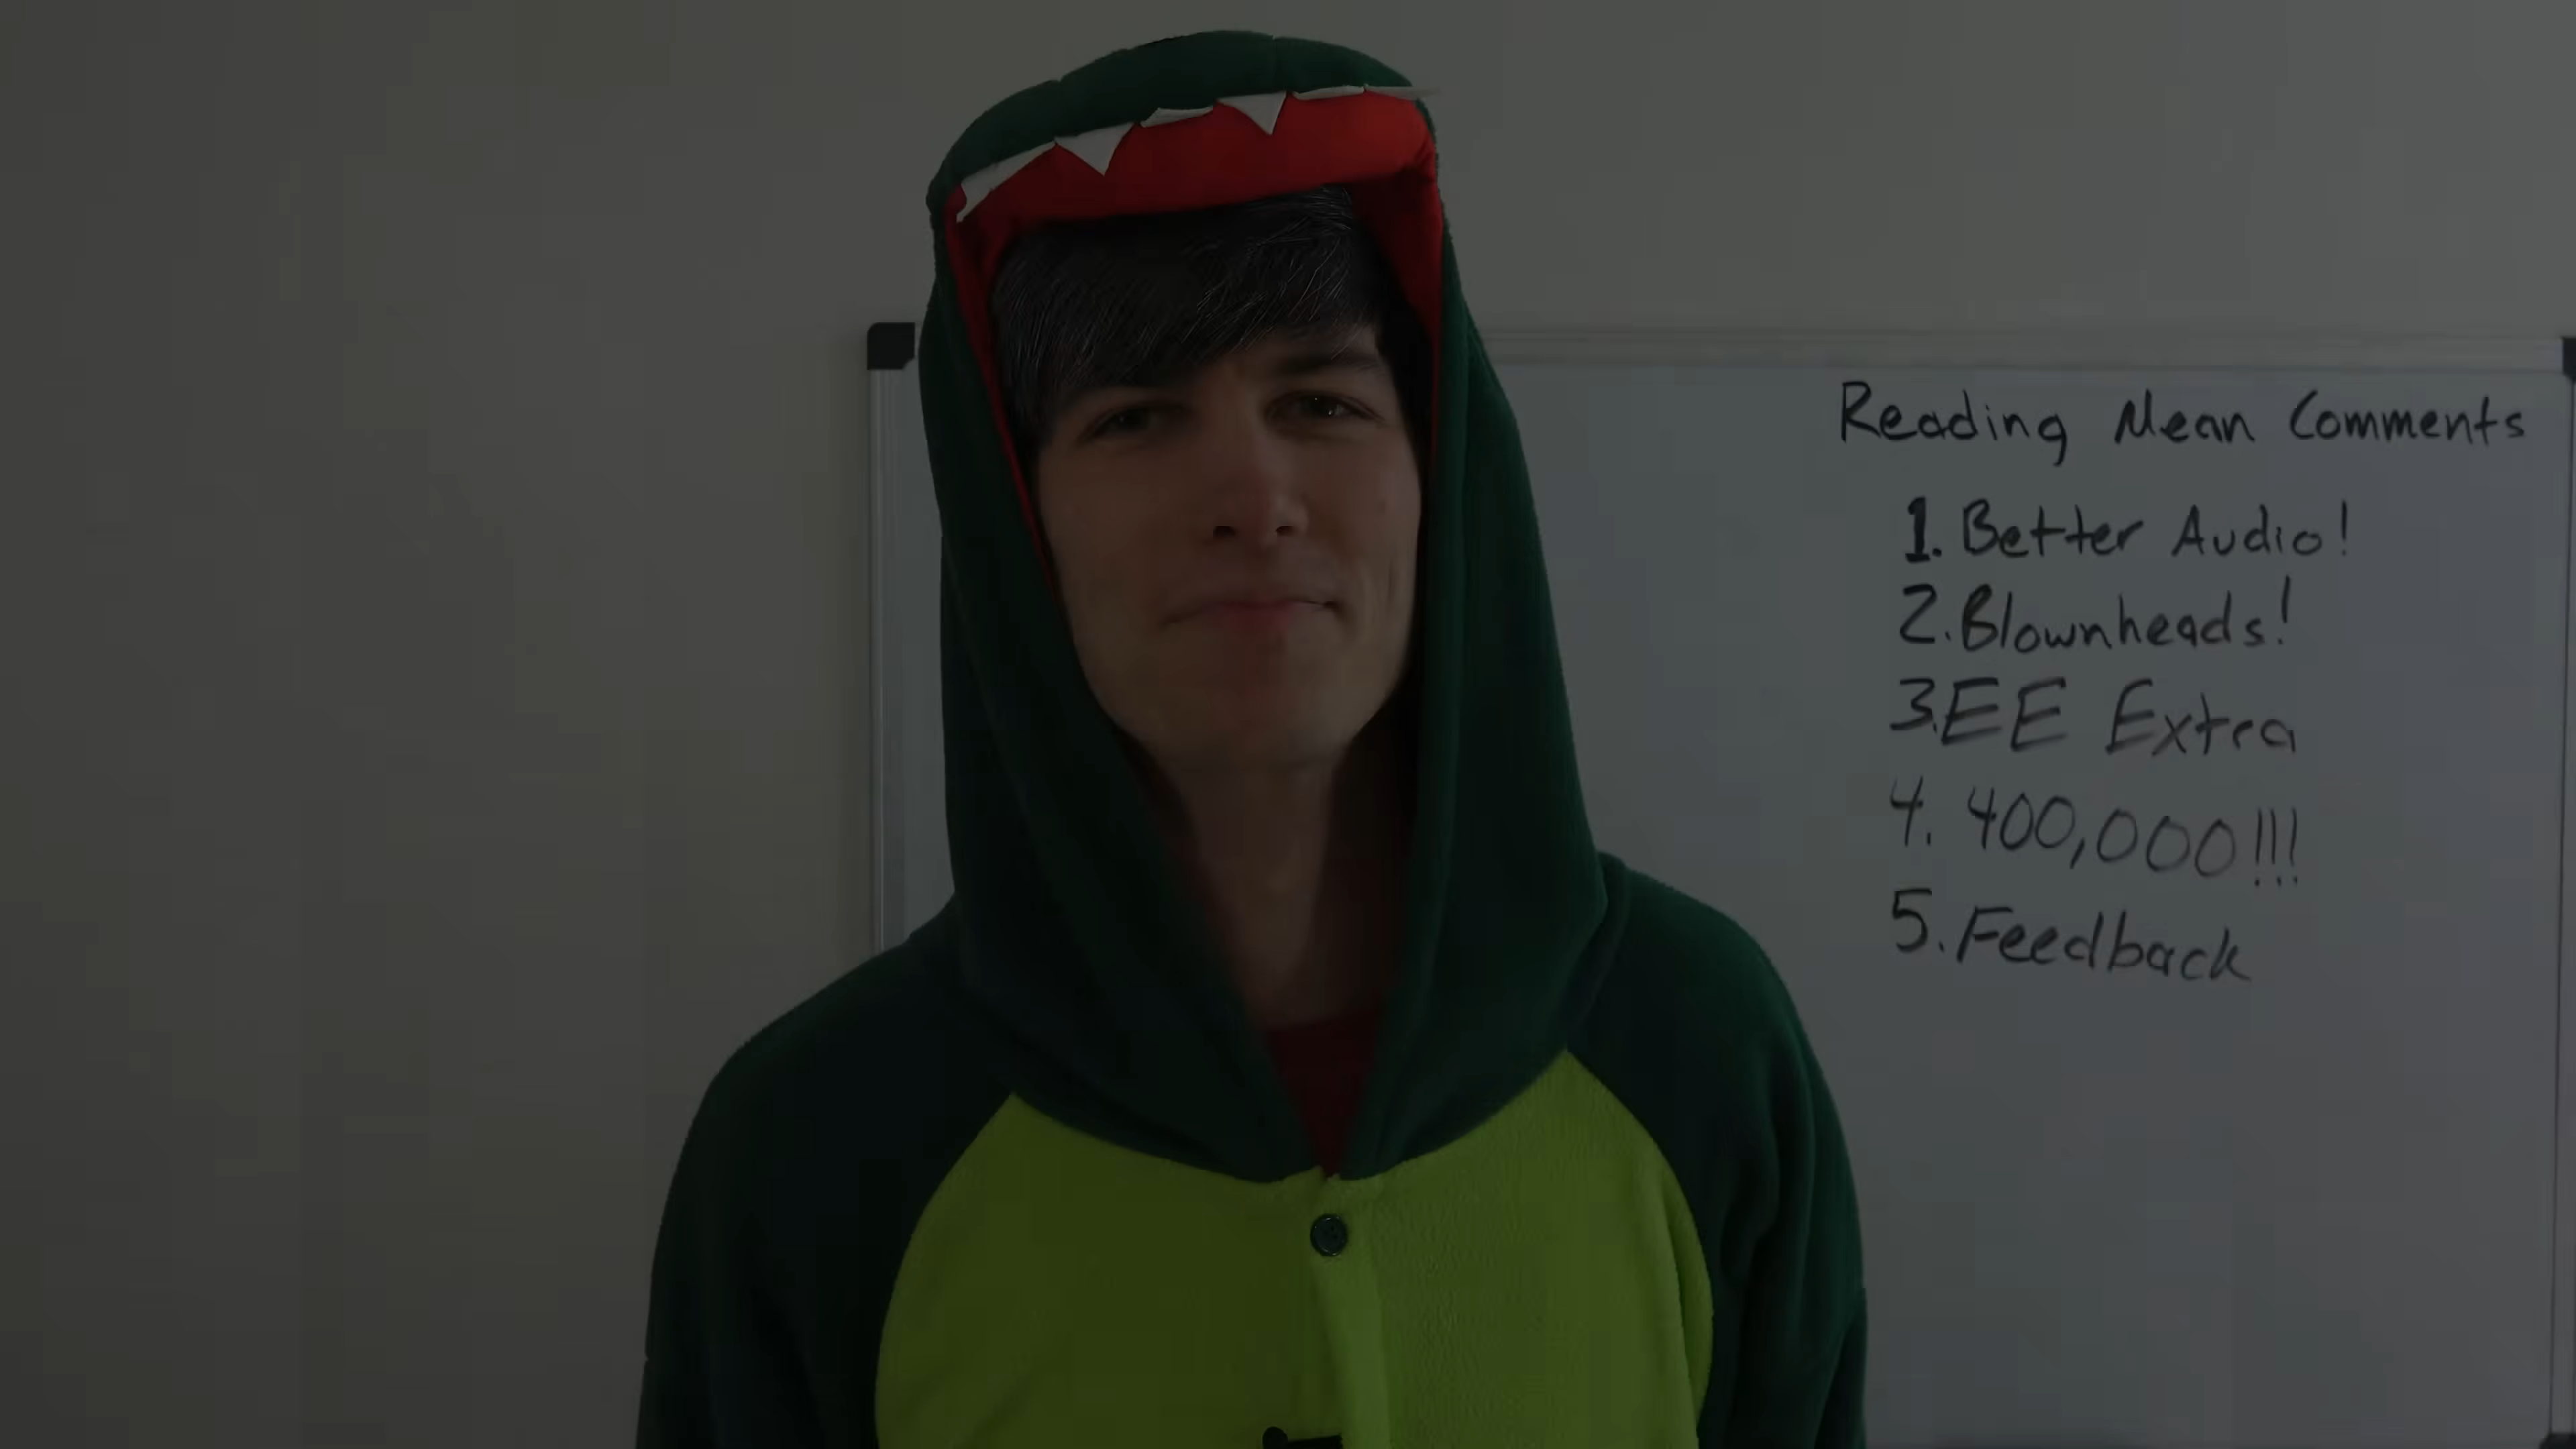 Reading Mean Comments
1. Better Audio!
2. Blownheads!
3. EE Extra
4. 400,000!!!
5. Feedback